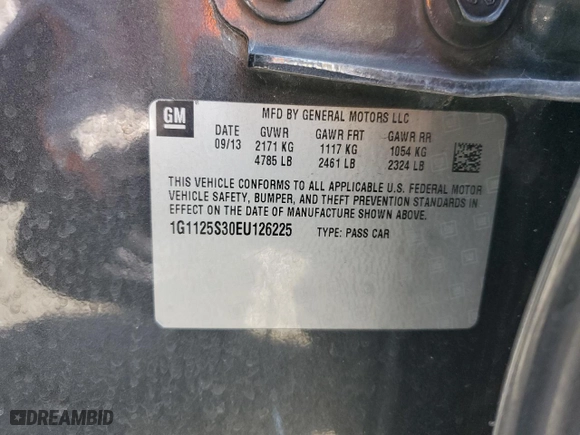 GM
MFD BY GENERAL MOTORS LLC
DATE GVWR GAWR FRT GAWR RR
09/13 2171 KG 1117 KG 1054 KG
4785 LB 2461 LB 2324 LB
THIS VEHICLE CONFORMS TO ALL APPLICABLE U.S. FEDERAL MOTOR
VEHICLE SAFETY, BUMPER, AND THEFT PREVENTION STANDARDS IN
EFFECT ON THE DATE OF MANUFACTURE SHOWN ABOVE.
1G1125S30EU126225 TYPE: PASS CAR
DREAMBID